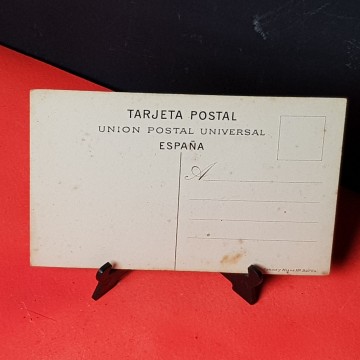 TARJETA POSTAL
UNION POSTAL UNIVERSAL
ESPAÑA
A